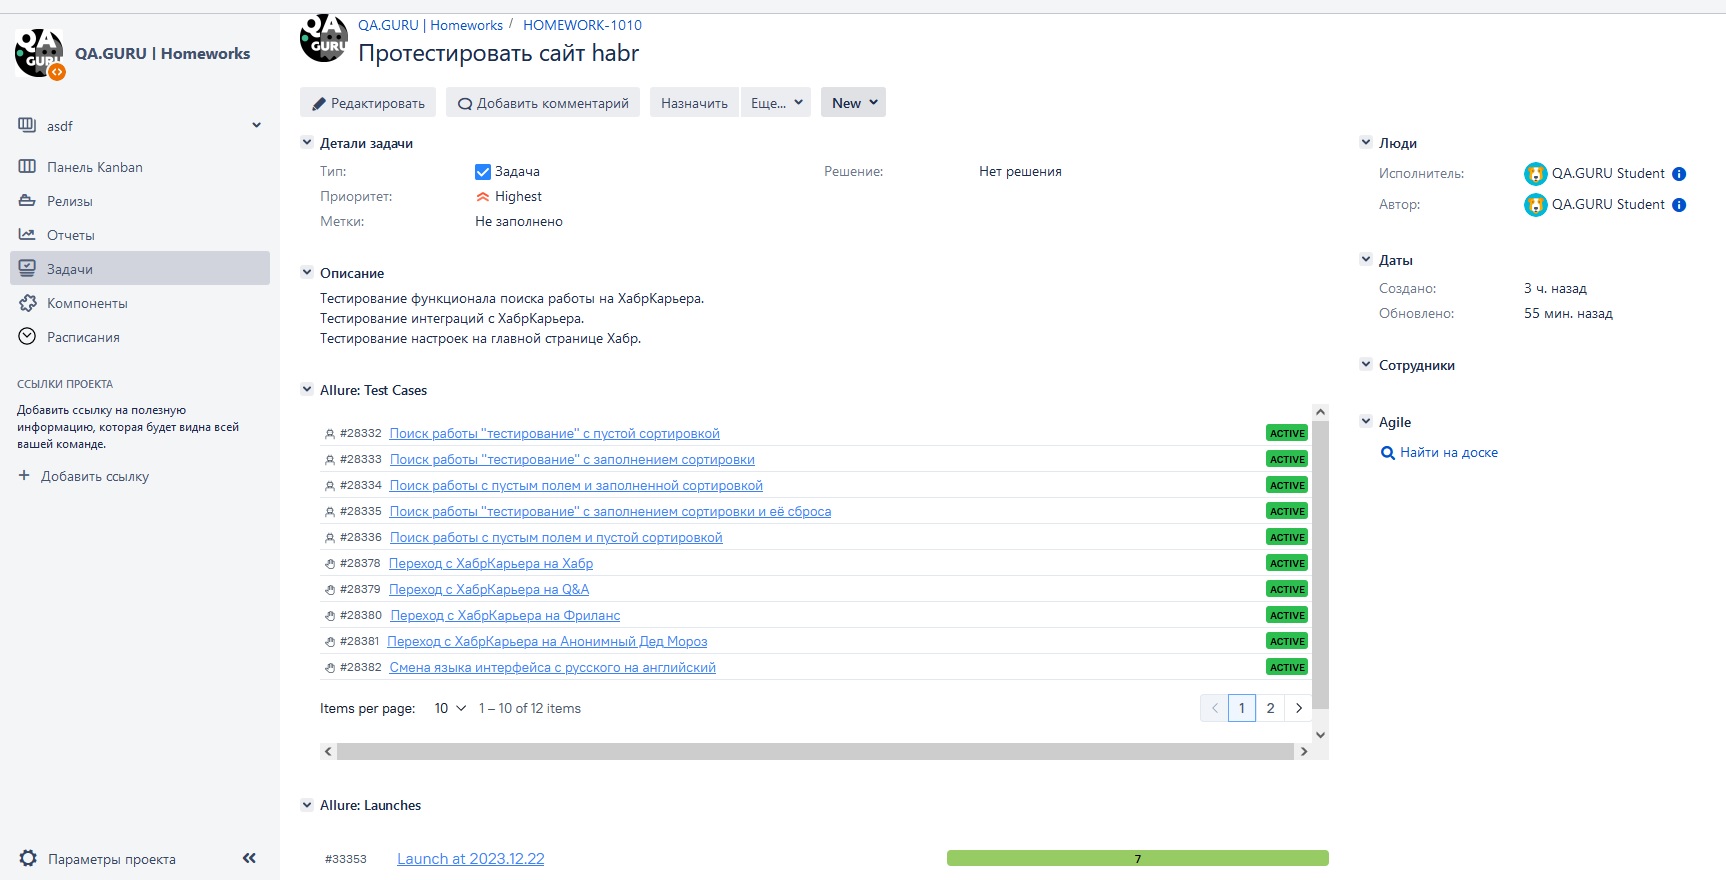 QA.GURU | Homeworks
asdf
Панель Kanban
Релизы
Отчеты
Задачи
Компоненты
Расписания
ССЫЛКИ ПРОЕКТА
Добавить ссылку на полезную
информацию, которая будет видна всей
вашей команде.
+ Добавить ссылку
Параметры проекта
QA.GURU | Homeworks / HOMEWORK-1010
Протестировать сайт habr
Редактировать Добавить комментарий Назначить Еще... New
Детали задачи
Тип: Задача Решение: Нет решения
Приоритет: Highest
Метки: Не заполнено
Описание
Тестирование функционала поиска работы на ХабрКарьера.
Тестирование интеграций с ХабрКарьера.
Тестирование настроек на главной странице Хабр.
Allure: Test Cases
#28332 Поиск работы "тестирование" с пустой сортировкой ACTIVE
#28333 Поиск работы "тестирование" с заполнением сортировки ACTIVE
#28334 Поиск работы с пустым полем и заполненной сортировкой ACTIVE
#28335 Поиск работы "тестирование" с заполнением сортировки и её сброса ACTIVE
#28336 Поиск работы с пустым полем и пустой сортировкой ACTIVE
#28378 Переход с ХабрКарьера на Хабр ACTIVE
#28379 Переход с ХабрКарьера на Q&A ACTIVE
#28380 Переход с ХабрКарьера на Фриланс ACTIVE
#28381 Переход с ХабрКарьера на Анонимный Дед Мороз ACTIVE
#28382 Смена языка интерфейса с русского на английский ACTIVE
Items per page: 10 1 – 10 of 12 items 1 2
Allure: Launches
#33353 Launch at 2023.12.22 7
Люди
Исполнитель: QA.GURU Student
Автор: QA.GURU Student
Даты
Создано: 3 ч. назад
Обновлено: 55 мин. назад
Сотрудники
Agile
Найти на доске